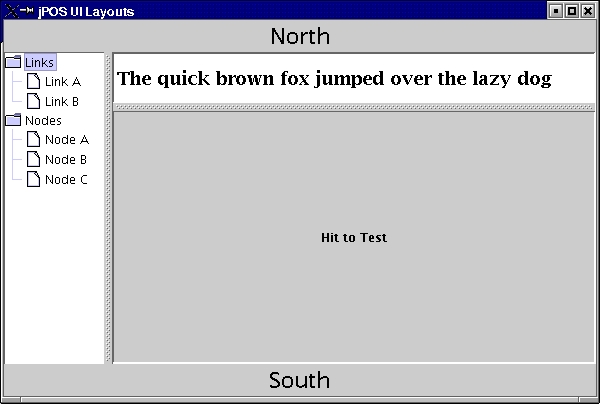 jPOS UI Layouts
North
Links
Link A
Link B
Nodes
Node A
Node B
Node C
The quick brown fox jumped over the lazy dog
Hit to Test
South